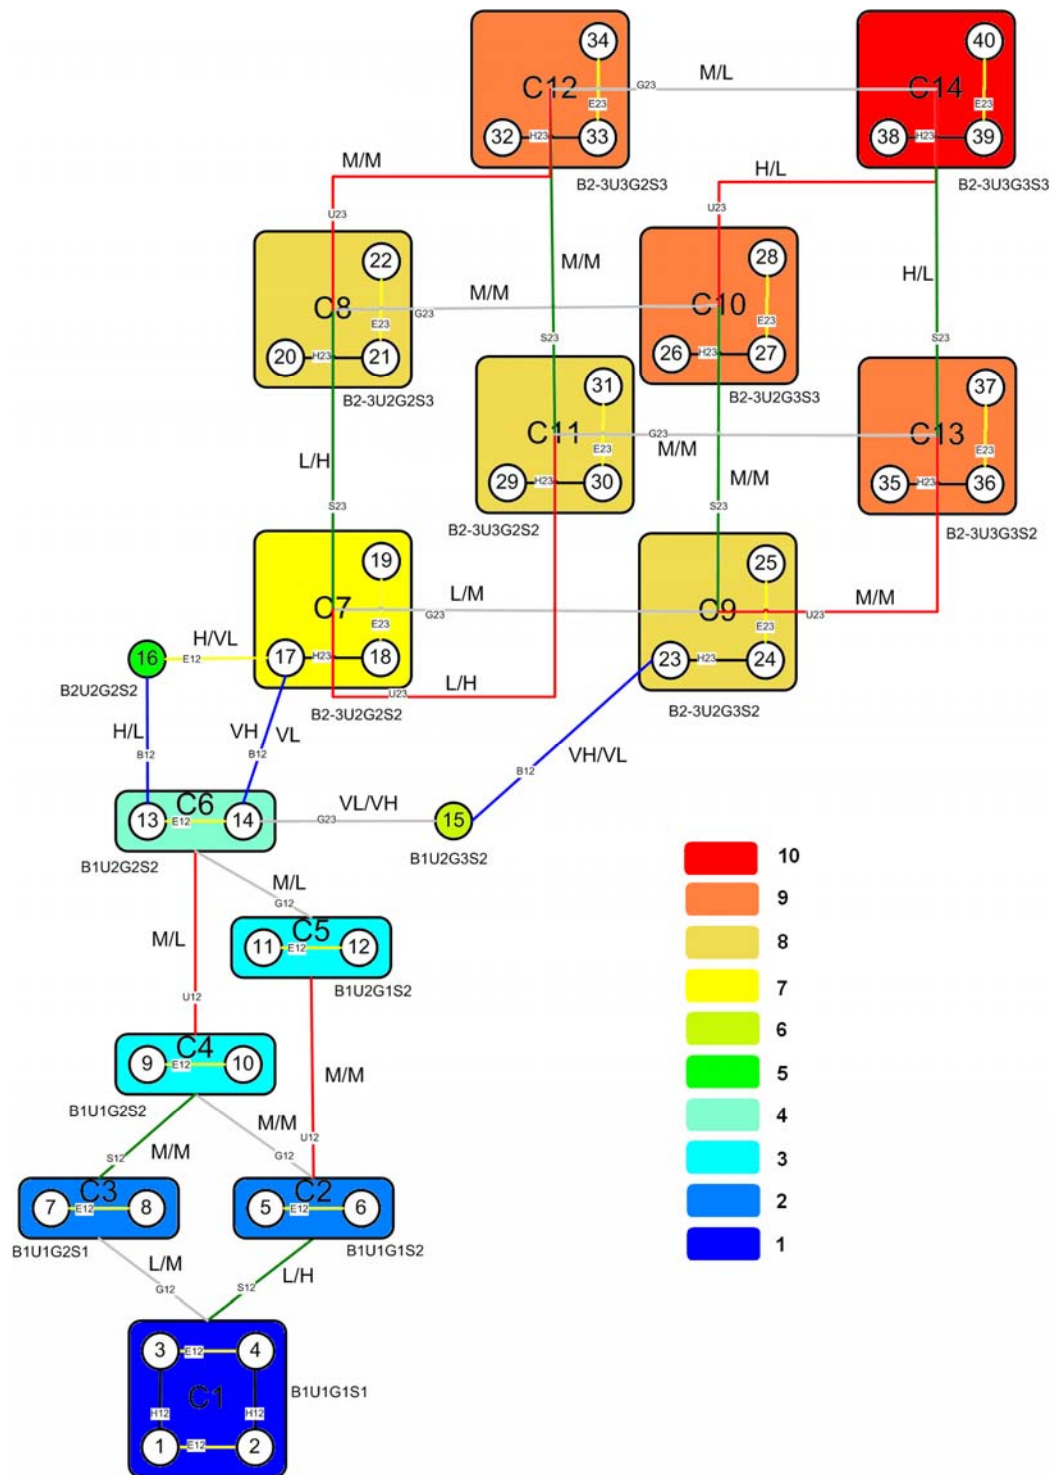 34
40
C12
M/L
G23
C14
E23
E23
32
H23
33
38
H23
39
M/M
B2-3U3G2S3
H/L
B2-3U3G3S3
U23
U23
22
M/M
28
H/L
C8
M/M
G23
C10
E23
E23
20
H23
21
S23
26
H23
27
S23
B2-3U2G2S3
31
B2-3U2G3S3
37
C11
G23
C13
M/M
E23
E23
L/H
M/M
29
H23
30
35
H23
36
S23
S23
B2-3U3G2S2
B2-3U3G3S2
19
25
C7
L/M
G23
C9
M/M
U23
E23
E23
H/VL
16
E12
17
H23
18
23
H23
24
B2U2G2S2
L/H
U23
B2-3U2G2S2
B2-3U2G3S2
H/L
VH
VL
B12
B12
VH/VL
B12
C6
VL/VH
13
E12
14
G23
15
B1U2G2S2
B1U2G3S2
10
M/L
G12
9
C5
M/L
11
E12
12
8
B1U2G1S2
7
U12
6
C4
9
E12
10
M/M
5
B1U1G2S2
4
M/M
U12
S12
M/M
G12
3
C3
C2
7
E12
8
5
E12
6
2
B1U1G2S1
B1U1G1S2
1
L/M
L/H
G12
S12
3
E12
4
C1
B1U1G1S1
H12
H12
1
E12
2